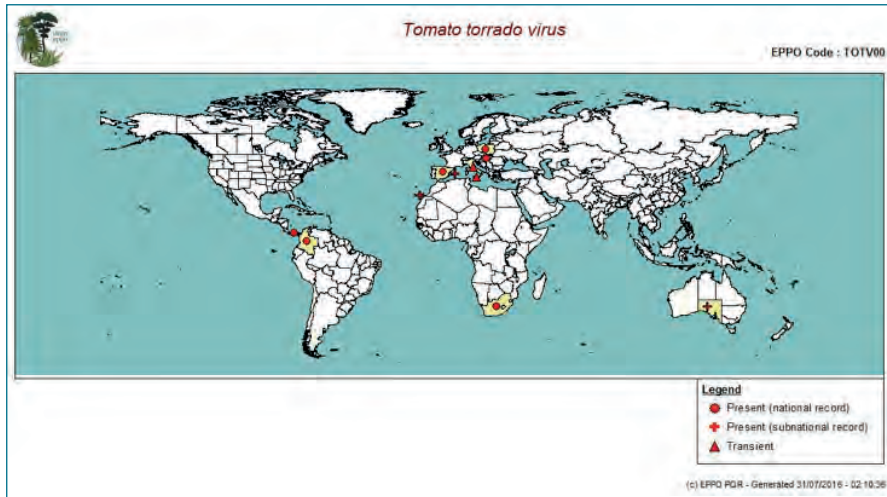 Tomato torrado virus
EPPO Code : TOTV00
Legend
Present (national record)
Present (subnational record)
Transient
(c) EPPO PQR - Generated 31/07/2016 - 02:10:36